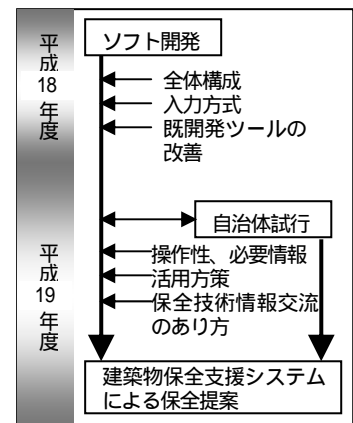 平成18年度
ソフト開発
全体構成
入力方式
既開発ツールの
改善
平成19年度
自治体試行
操作性、必要情報
活用方策
保全技術情報交流
のあり方
建築物保全支援システム
による保全提案